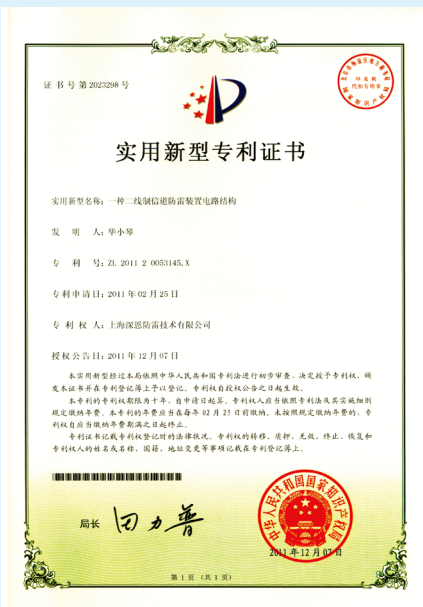 证书号第2023298号
印花税
代扣专用章
国家知识产权局
实用新型专利证书
实用新型名称：一种二线制信道防雷装置电路结构
发 明 人：华小琴
专 利 号：ZL 2011 2 0053145.X
专利申请日：2011年02月25日
专 利 权 人：上海深恩防雷技术有限公司
授权公告日：2011年12月07日
本实用新型经过本局依照中华人民共和国专利法进行初步审查，决定授予专利权，颁
发本证书并在专利登记簿上予以登记。专利权自授权公告之日起生效。
本专利的专利权期限为十年，自申请日起算。专利权人应当依照专利法及其实施细则
规定缴纳年费。本专利的年费应当在每年02月25日前缴纳。未按照规定缴纳年费的，专
利权自应当缴纳年费期满之日起终止。
专利证书记载专利权登记时的法律状况。专利权的转移、质押、无效、终止、恢复和
专利权人的姓名或名称、国籍、地址变更等事项记载在专利登记簿上。
局长 田力普
中华人民共和国国家知识产权局
2011年12月07日
第1页（共1页）